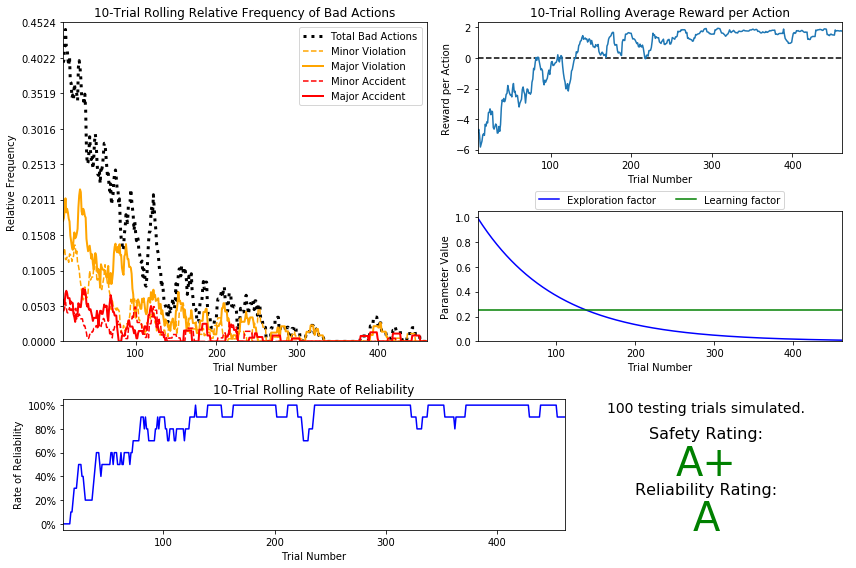 10-Trial Rolling Relative Frequency of Bad Actions
0.4524
0.4022
0.3519
0.3016
0.2513
0.2011
0.1508
0.1005
0.0503
0.0000
Relative Frequency
Total Bad Actions
Minor Violation
Major Violation
Minor Accident
Major Accident
100
200
300
400
Trial Number
10-Trial Rolling Average Reward per Action
2
0
−2
−4
−6
Reward per Action
100
200
300
400
Trial Number
Exploration factor
Learning factor
1.0
0.8
0.6
0.4
0.2
0.0
Parameter Value
100
200
300
400
Trial Number
10-Trial Rolling Rate of Reliability
100%
80%
60%
40%
20%
0%
Rate of Reliability
100
200
300
400
Trial Number
100 testing trials simulated.
Safety Rating:
A+
Reliability Rating:
A